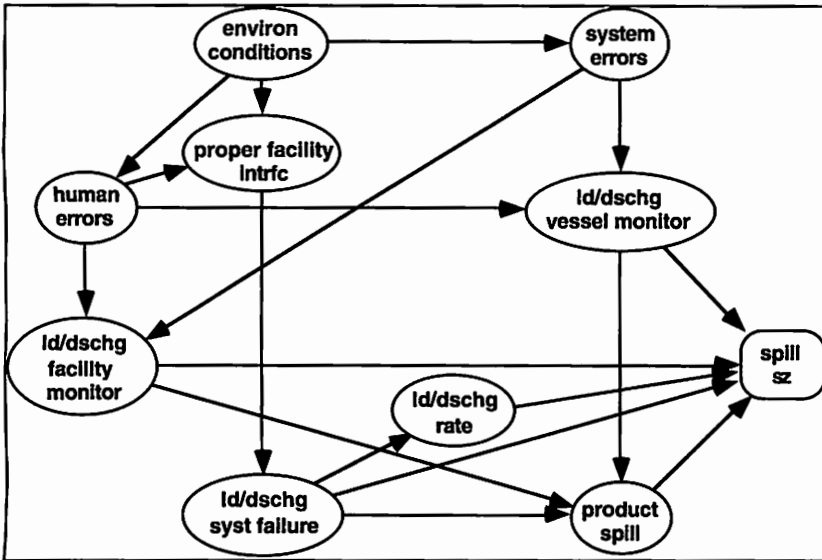 environ
conditions
system
errors
proper facility
Intrfc
human
errors
ld/dschg
vessel monitor
ld/dschg
facility
monitor
spill
sz
ld/dschg
rate
ld/dschg
syst failure
product
spill